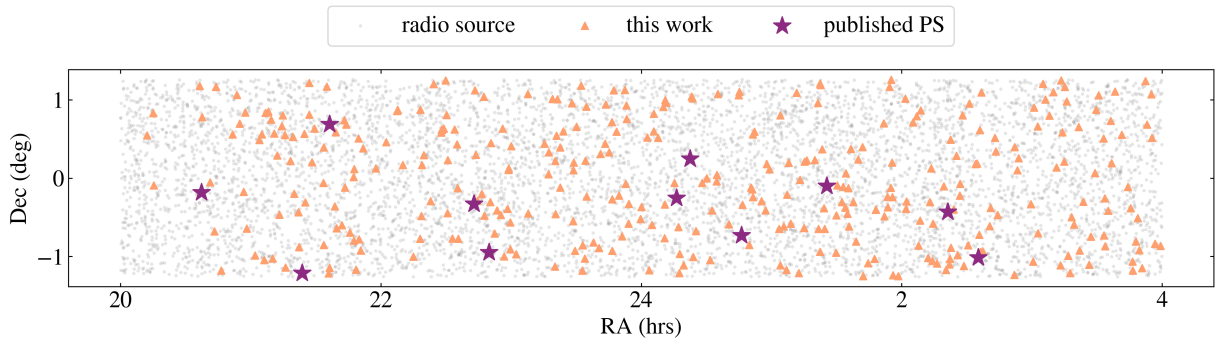 radio source this work published PS
Dec (deg)
1
0
−1
20 22 24 2 4
RA (hrs)